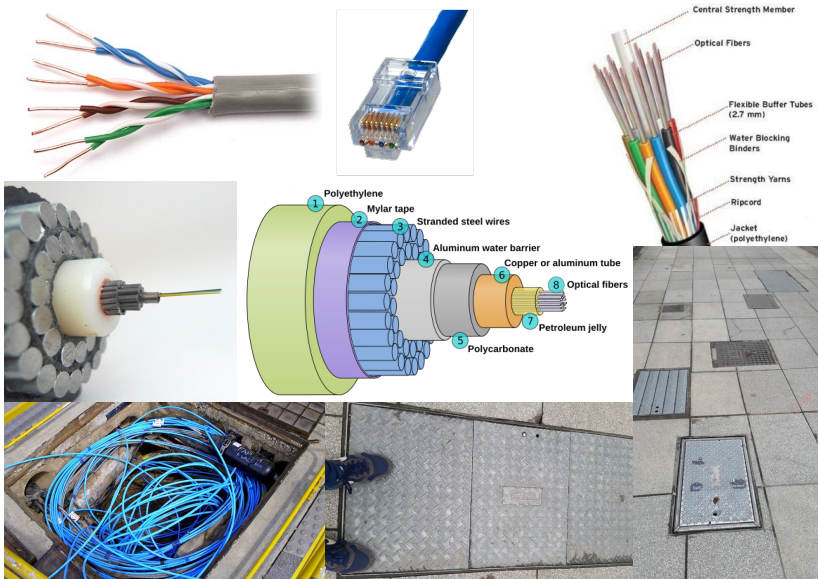 Central Strength Member
Optical Fibers
Flexible Buffer Tubes
(2.7 mm)
Water Blocking
Binders
Strength Yarns
Ripcord
Jacket
(polyethylene)
1
Polyethylene
2
Mylar tape
3
Stranded steel wires
4
Aluminum water barrier
6
Copper or aluminum tube
8
Optical fibers
7
Petroleum jelly
5
Polycarbonate